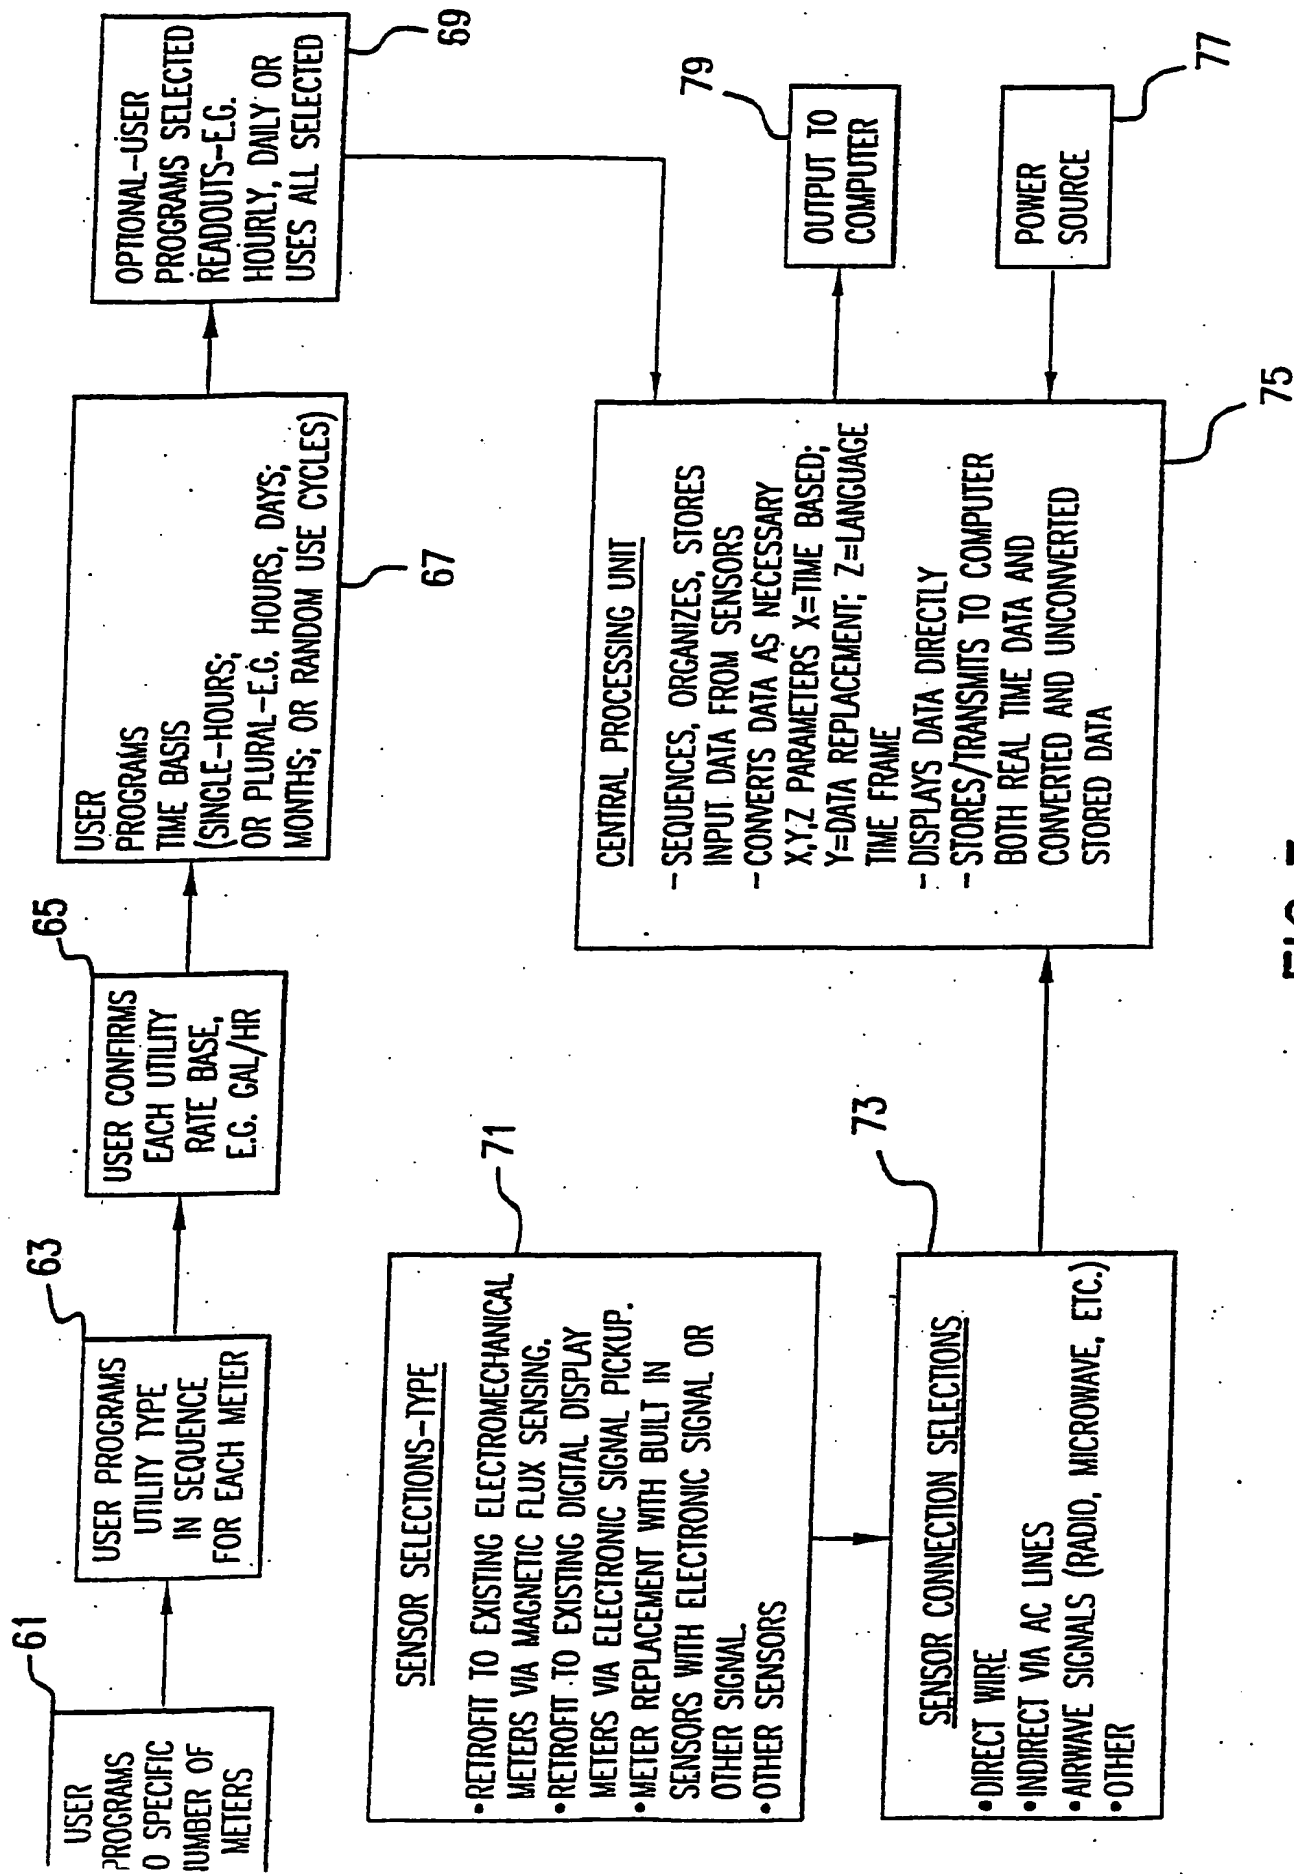 61
USER
PROGRAMS
O SPECIFIC
NUMBER OF
METERS
63
USER PROGRAMS
UTILITY TYPE
IN SEQUENCE
FOR EACH METER
65
USER CONFIRMS
EACH UTILITY
RATE BASE,
E.G. GAL/HR
USER
PROGRAMS
TIME BASIS
(SINGLE-HOURS;
OR PLURAL-E.G. HOURS, DAYS;
MONTHS; OR RANDOM USE CYCLES)
67
OPTIONAL-USER
PROGRAMS SELECTED
READOUTS-E.G.
HOURLY, DAILY OR
USES ALL SELECTED
69
SENSOR SELECTIONS-TYPE
•RETROFIT TO EXISTING ELECTROMECHANICAL
METERS VIA MAGNETIC FLUX SENSING.
•RETROFIT TO EXISTING DIGITAL DISPLAY
METERS VIA ELECTRONIC SIGNAL PICKUP.
•METER REPLACEMENT WITH BUILT IN
SENSORS WITH ELECTRONIC SIGNAL OR
OTHER SIGNAL.
•OTHER SENSORS
71
73
SENSOR CONNECTION SELECTIONS
•DIRECT WIRE
•INDIRECT VIA AC LINES
•AIRWAVE SIGNALS (RADIO, MICROWAVE, ETC.)
•OTHER
CENTRAL PROCESSING UNIT
-SEQUENCES, ORGANIZES, STORES
INPUT DATA FROM SENSORS
-CONVERTS DATA AS NECESSARY
X,Y,Z PARAMETERS X=TIME BASED;
Y=DATA REPLACEMENT; Z=LANGUAGE
TIME FRAME
-DISPLAYS DATA DIRECTLY
-STORES/TRANSMITS TO COMPUTER
BOTH REAL TIME DATA AND
CONVERTED AND UNCONVERTED
STORED DATA
75
79
OUTPUT TO
COMPUTER
POWER
SOURCE
77